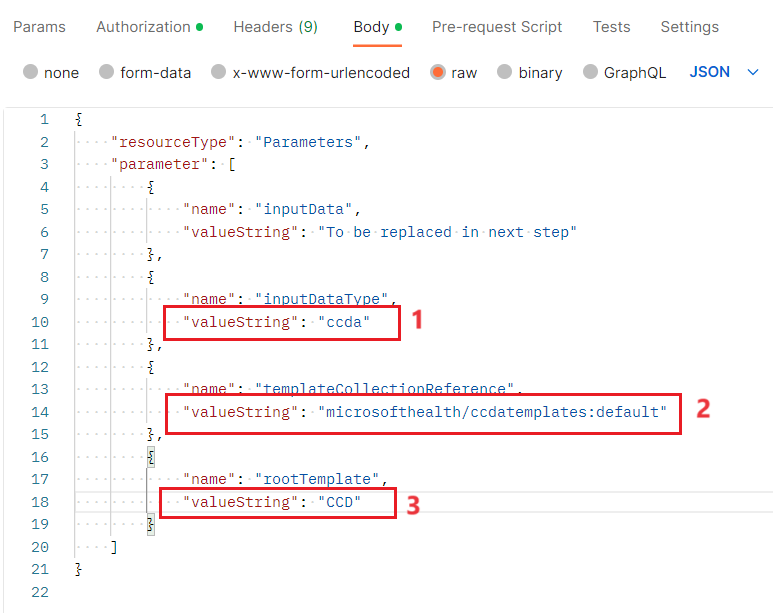 Params Authorization Headers (9) Body Pre-request Script Tests Settings
none form-data x-www-form-urlencoded raw binary GraphQL JSON
1 {
2 "resourceType": "Parameters",
3 "parameter": [
4 {
5 "name": "inputData",
6 "valueString": "To be replaced in next step"
7 },
8 {
9 "name": "inputDataType",
10 "valueString": "ccda" 1
11 },
12 {
13 "name": "templateCollectionReference",
14 "valueString": "microsofthealth/ccdatemplates:default" 2
15 },
16 {
17 "name": "rootTemplate",
18 "valueString": "CCD" 3
19 }
20 ]
21 }
22